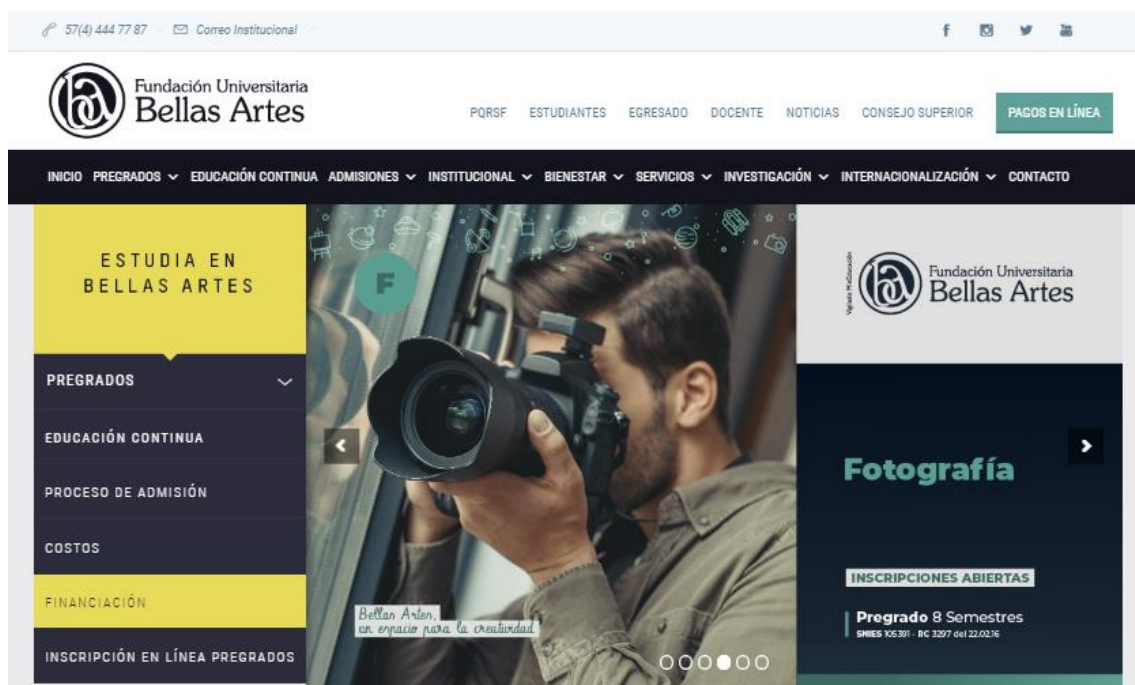 57(4) 444 77 87
Correo Institucional
Fundación Universitaria
Bellas Artes
PQRSF ESTUDIANTES EGRESADO DOCENTE NOTICIAS CONSEJO SUPERIOR PAGOS EN LÍNEA
INICIO PREGRADOS EDUCACIÓN CONTINUA ADMISIONES INSTITUCIONAL BIENESTAR SERVICIOS INVESTIGACIÓN INTERNACIONALIZACIÓN CONTACTO
ESTUDIA EN
BELLAS ARTES
PREGRADOS
EDUCACIÓN CONTINUA
PROCESO DE ADMISIÓN
COSTOS
FINANCIACIÓN
INSCRIPCIÓN EN LÍNEA PREGRADOS
F
Bellas Artes,
un espacio para la creatividad
Vigilada MinEducación
Fundación Universitaria
Bellas Artes
Fotografía
INSCRIPCIONES ABIERTAS
Pregrado 8 Semestres
SNIES 105391 - RC 3297 del 22.02.16